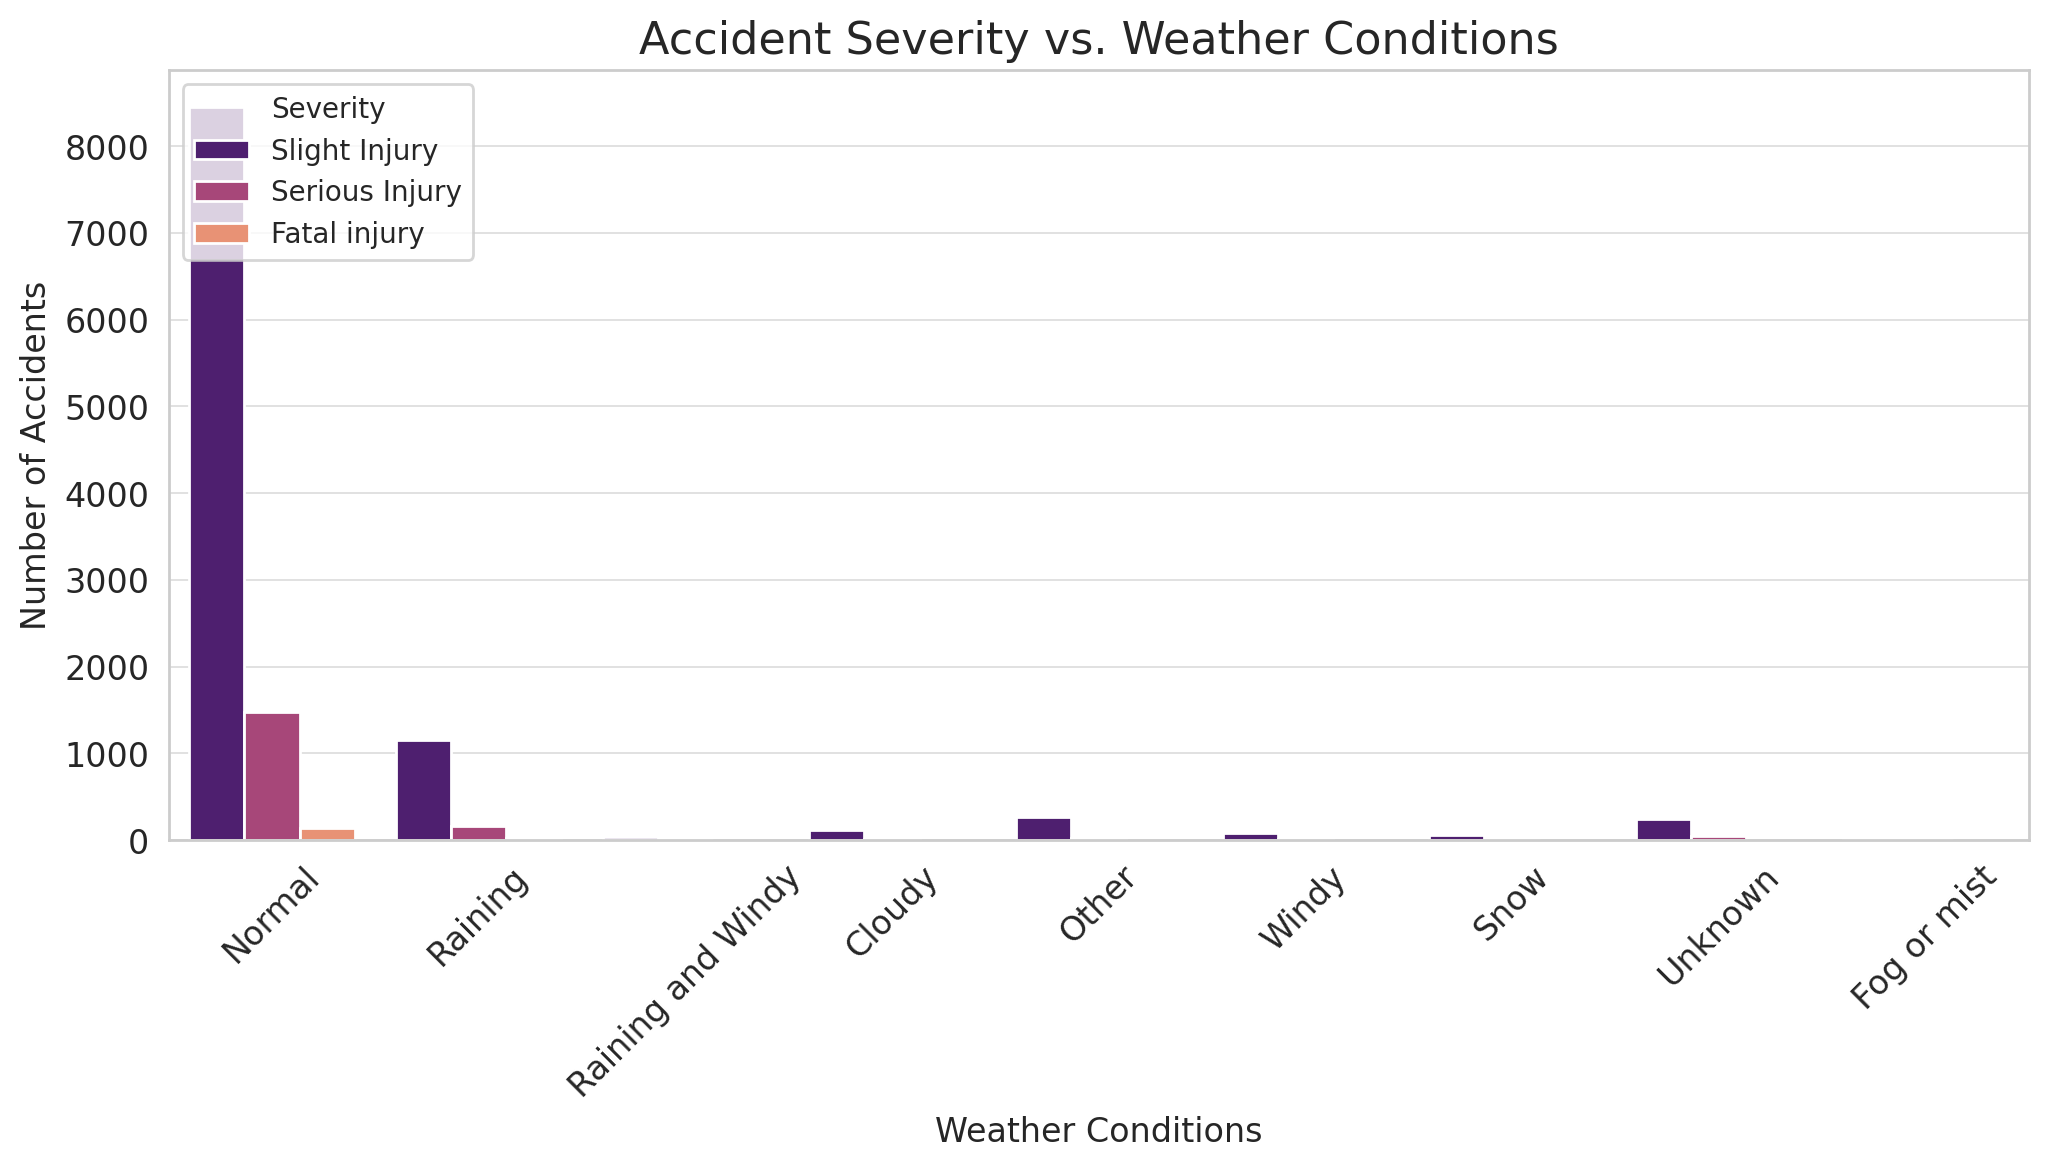 Accident Severity vs. Weather Conditions
Severity
Slight Injury
Serious Injury
Fatal injury
Number of Accidents
8000
7000
6000
5000
4000
3000
2000
1000
0
Normal
Raining
Raining and Windy
Cloudy
Other
Windy
Snow
Unknown
Fog or mist
Weather Conditions